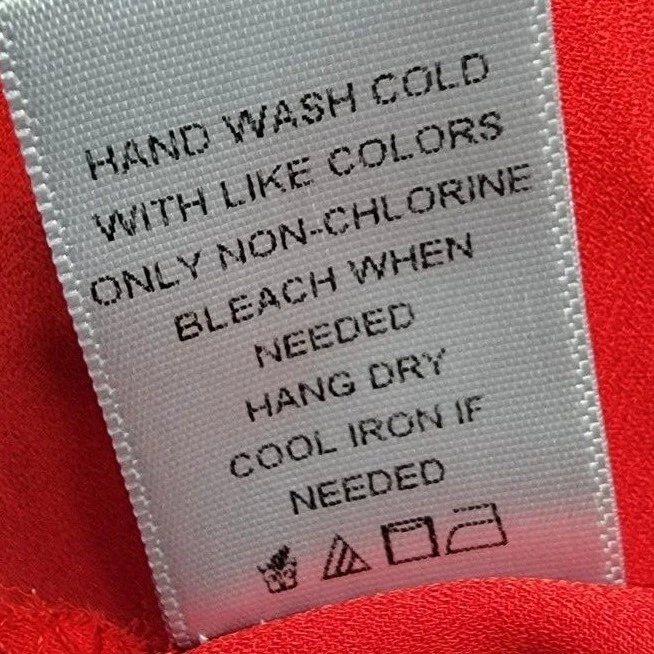 HAND WASH COLD
WITH LIKE COLORS
ONLY NON-CHLORINE
BLEACH WHEN
NEEDED
HANG DRY
COOL IRON IF
NEEDED